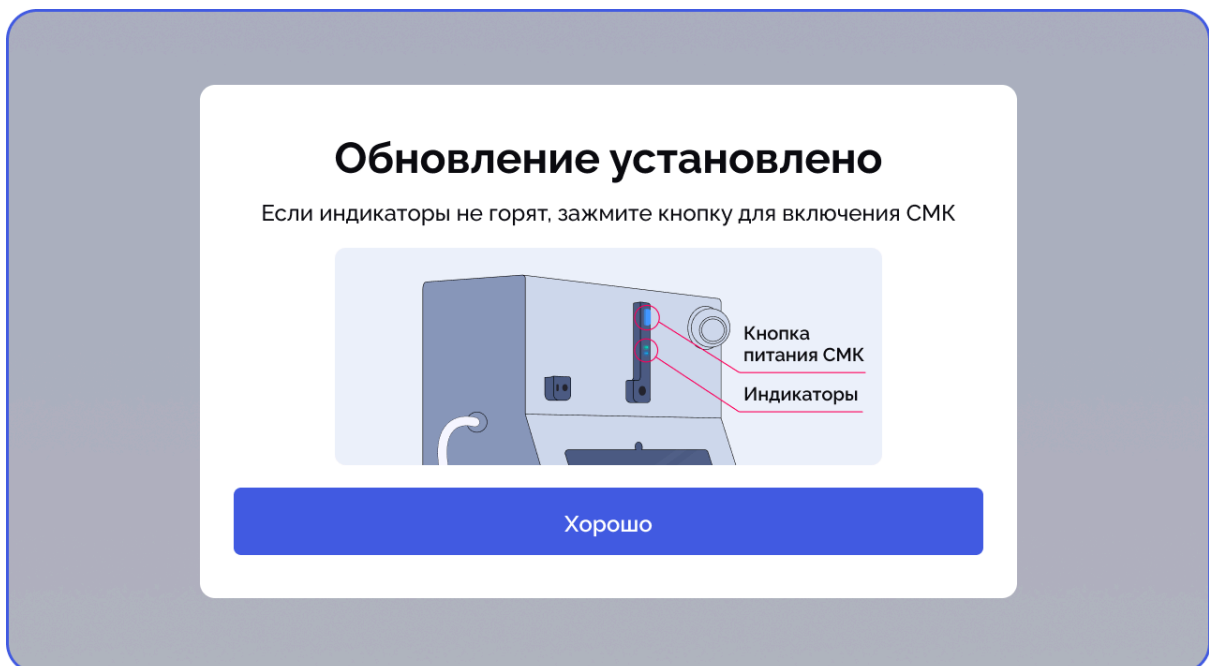 Обновление установлено
Если индикаторы не горят, зажмите кнопку для включения СМК
Кнопка
питания СМК
Индикаторы
Хорошо